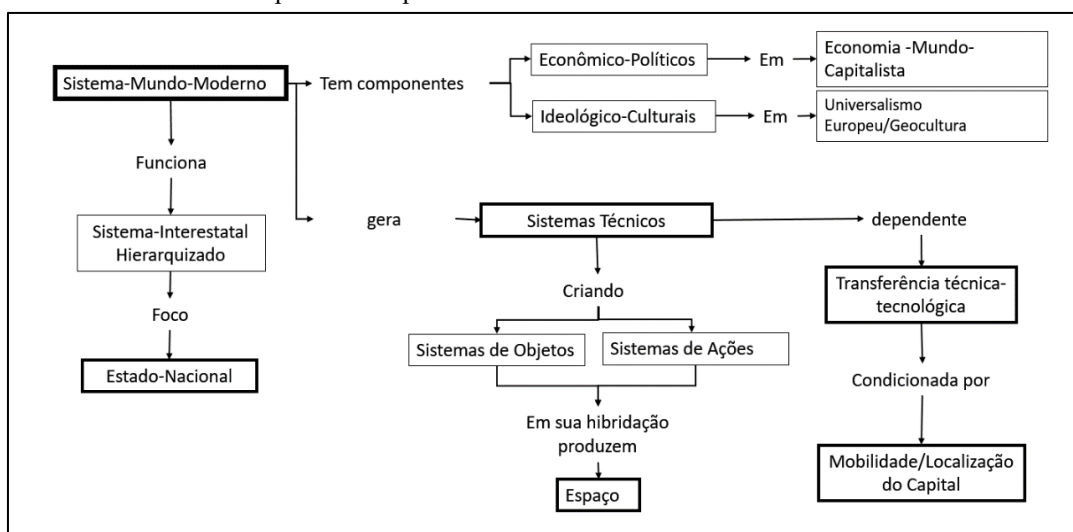 Sistema-Mundo-Moderno
Tem componentes
Econômico-Políticos
Em
Economia -Mundo-
Capitalista
Ideológico-Culturais
Em
Universalismo
Europeu/Geocultura
Funciona
Sistema-Interestatal
Hierarquizado
Foco
Estado-Nacional
gera
Sistemas Técnicos
dependente
Criando
Sistemas de Objetos
Sistemas de Ações
Em sua hibridação
produzem
Espaço
Transferência técnica-
tecnológica
Condicionada por
Mobilidade/Localização
do Capital